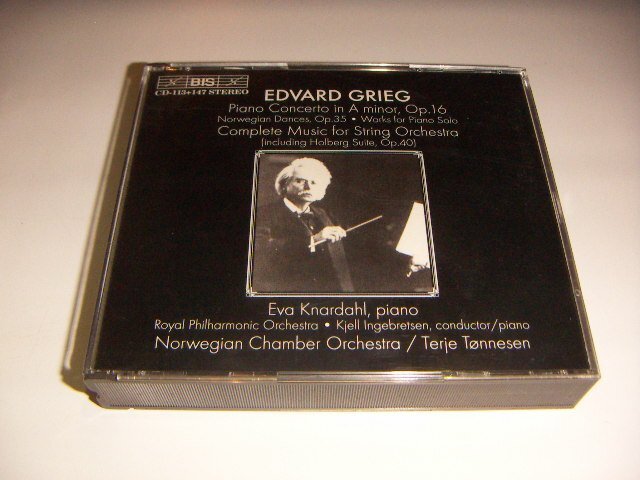 BIS
CD-113+147 STEREO
EDVARD GRIEG
Piano Concerto in A minor, Op.16
Norwegian Dances, Op.35 • Works for Piano Solo
Complete Music for String Orchestra
(including Holberg Suite, Op.40)
Eva Knardahl, piano
Royal Philharmonic Orchestra • Kjell Ingebretsen, conductor/piano
Norwegian Chamber Orchestra / Terje Tønnesen